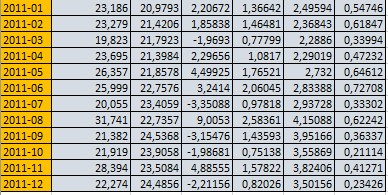 2011-01 23,186 20,9793 2,20672 1,36642 2,49594 0,54746
2011-02 23,279 21,4206 1,85838 1,46481 2,36843 0,61847
2011-03 19,823 21,7923 -1,9693 0,77799 2,2886 0,33994
2011-04 23,695 21,3984 2,29656 1,0817 2,29019 0,47232
2011-05 26,357 21,8578 4,49925 1,76521 2,732 0,64612
2011-06 25,999 22,7576 3,2414 2,06045 2,83388 0,72708
2011-07 20,055 23,4059 -3,35088 0,97818 2,93728 0,33302
2011-08 31,741 22,7357 9,0053 2,58361 4,15088 0,62242
2011-09 21,382 24,5368 -3,15476 1,43593 3,95166 0,36337
2011-10 21,919 23,9058 -1,98681 0,75138 3,55869 0,21114
2011-11 28,394 23,5084 4,88555 1,57822 3,82406 0,41271
2011-12 22,274 24,4856 -2,21156 0,82026 3,50156 0,23426